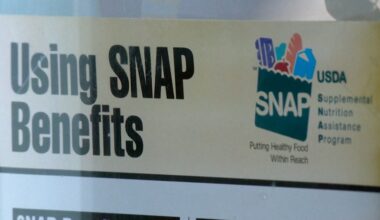 Using SNAP
Benefits
SNAP
Putting Healthy Food
Within Reach
USDA
Supplemental
Nutrition
Assistance
Program